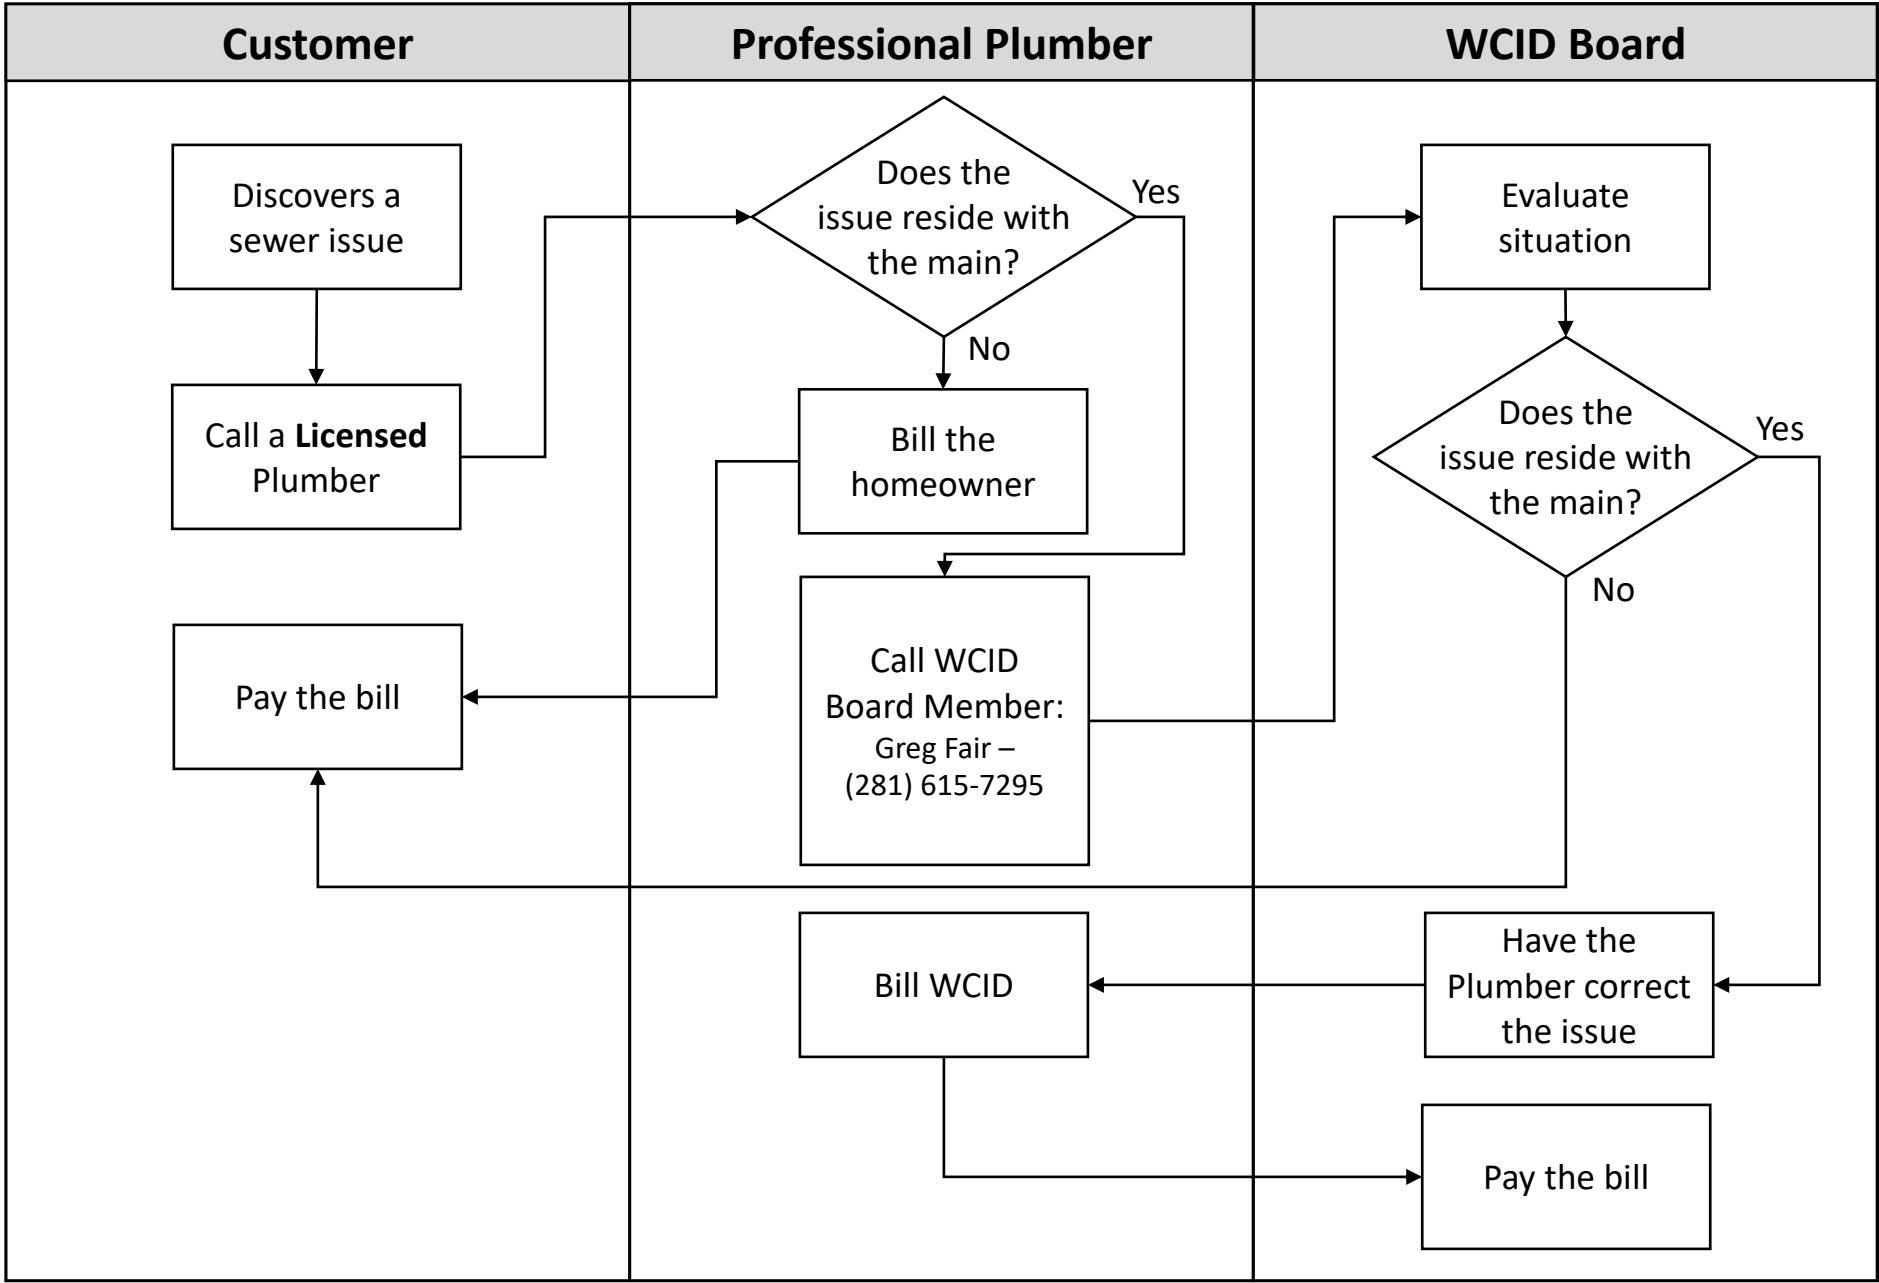 Customer
Professional Plumber
WCID Board
Discovers a
sewer issue
Call a Licensed
Plumber
Pay the bill
Does the
issue reside with
the main?
Yes
No
Bill the
homeowner
Call WCID
Board Member:
Greg Fair –
(281) 615-7295
Bill WCID
Evaluate
situation
Does the
issue reside with
the main?
Yes
No
Have the
Plumber correct
the issue
Pay the bill